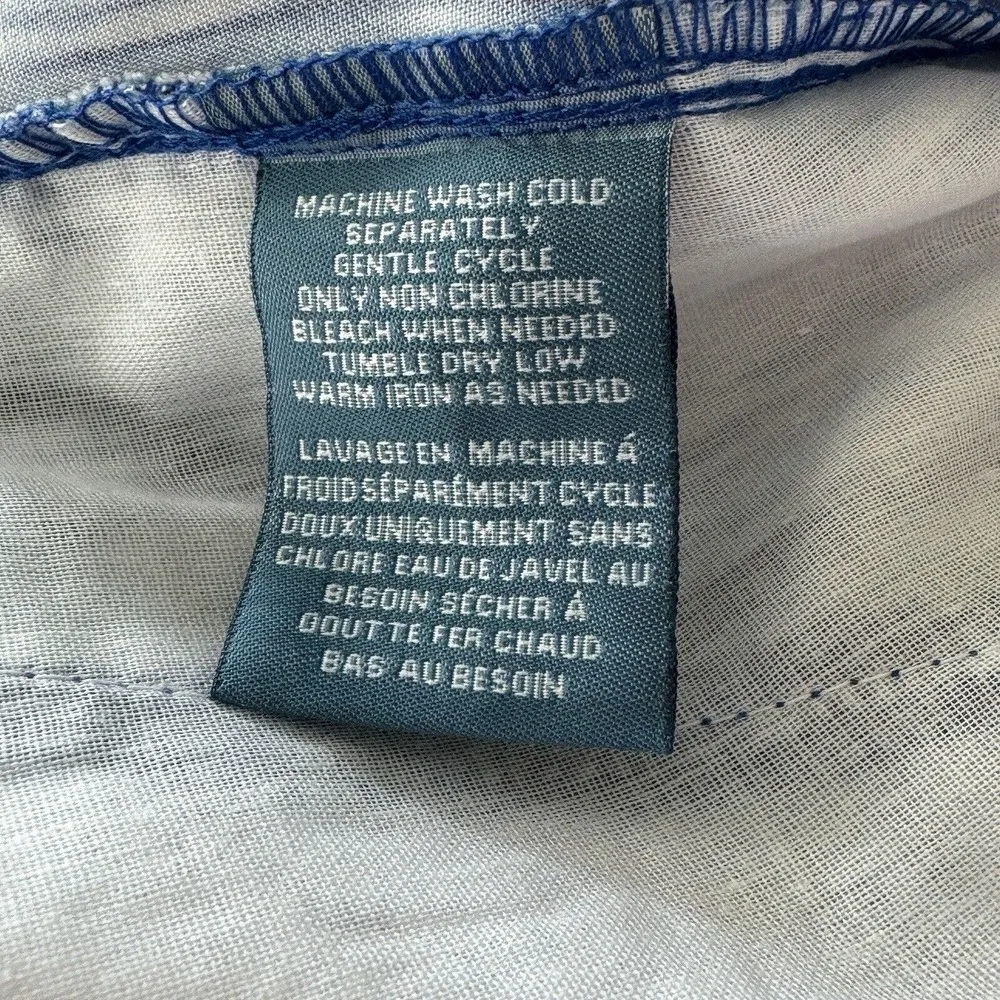 MACHINE WASH COLD
SEPARATELY
GENTLE CYCLE
ONLY NON CHLORINE
BLEACH WHEN NEEDED
TUMBLE DRY LOW
WARM IRON AS NEEDED
LAVAGE EN MACHINE Á
FROID SÉPARÉMENT CYCLE
DOUX UNIQUEMENT SANS
CHLORE EAU DE JAVEL AU
BESOIN SÉCHER Á
GOUTTE FER CHAUD
BAS AU BESOIN